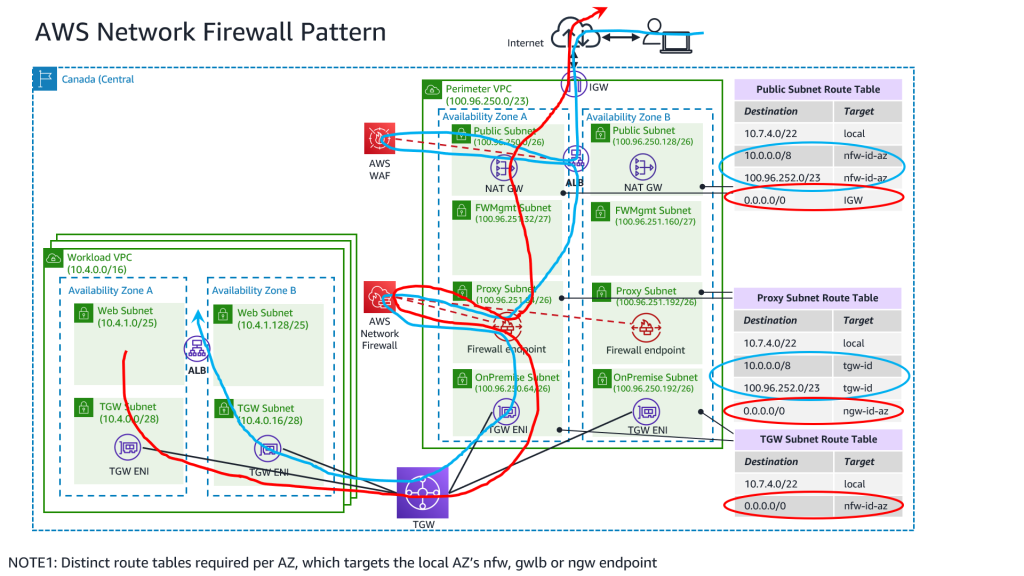 AWS Network Firewall Pattern
Internet
Canada (Central
Perimeter VPC
(100.96.250.0/23)
IGW
Availability Zone A
Availability Zone B
Public Subnet
(100.96.250.0/26)
Public Subnet
(100.96.250.128/26)
AWS
WAF
NAT GW
ALB
NAT GW
FWMgmt Subnet
(100.96.251.32/27)
FWMgmt Subnet
(100.96.251.160/27)
Proxy Subnet
Proxy Subnet
(100.96.251.192/26)
AWS
Network
Firewall
Firewall endpoint
Firewall endpoint
OnPremise Subnet
(100.96.250.64/26)
OnPremise Subnet
(100.96.250.192/26)
TGW ENI
TGW ENI
Workload VPC
(10.4.0.0/16)
Availability Zone A
Availability Zone B
Web Subnet
(10.4.1.0/25)
Web Subnet
(10.4.1.128/25)
ALB
TGW Subnet
(10.4.0.0/28)
TGW Subnet
(10.4.0.16/28)
TGW ENI
TGW ENI
TGW
Public Subnet Route Table
Destination Target
10.7.4.0/22 local
10.0.0.0/8 nfw-id-az
100.96.252.0/23 nfw-id-az
0.0.0.0/0 IGW
Proxy Subnet Route Table
Destination Target
10.7.4.0/22 local
10.0.0.0/8 tgw-id
100.96.252.0/23 tgw-id
0.0.0.0/0 ngw-id-az
TGW Subnet Route Table
Destination Target
10.7.4.0/22 local
0.0.0.0/0 nfw-id-az
NOTE1: Distinct route tables required per AZ, which targets the local AZ's nfw, gwlb or ngw endpoint